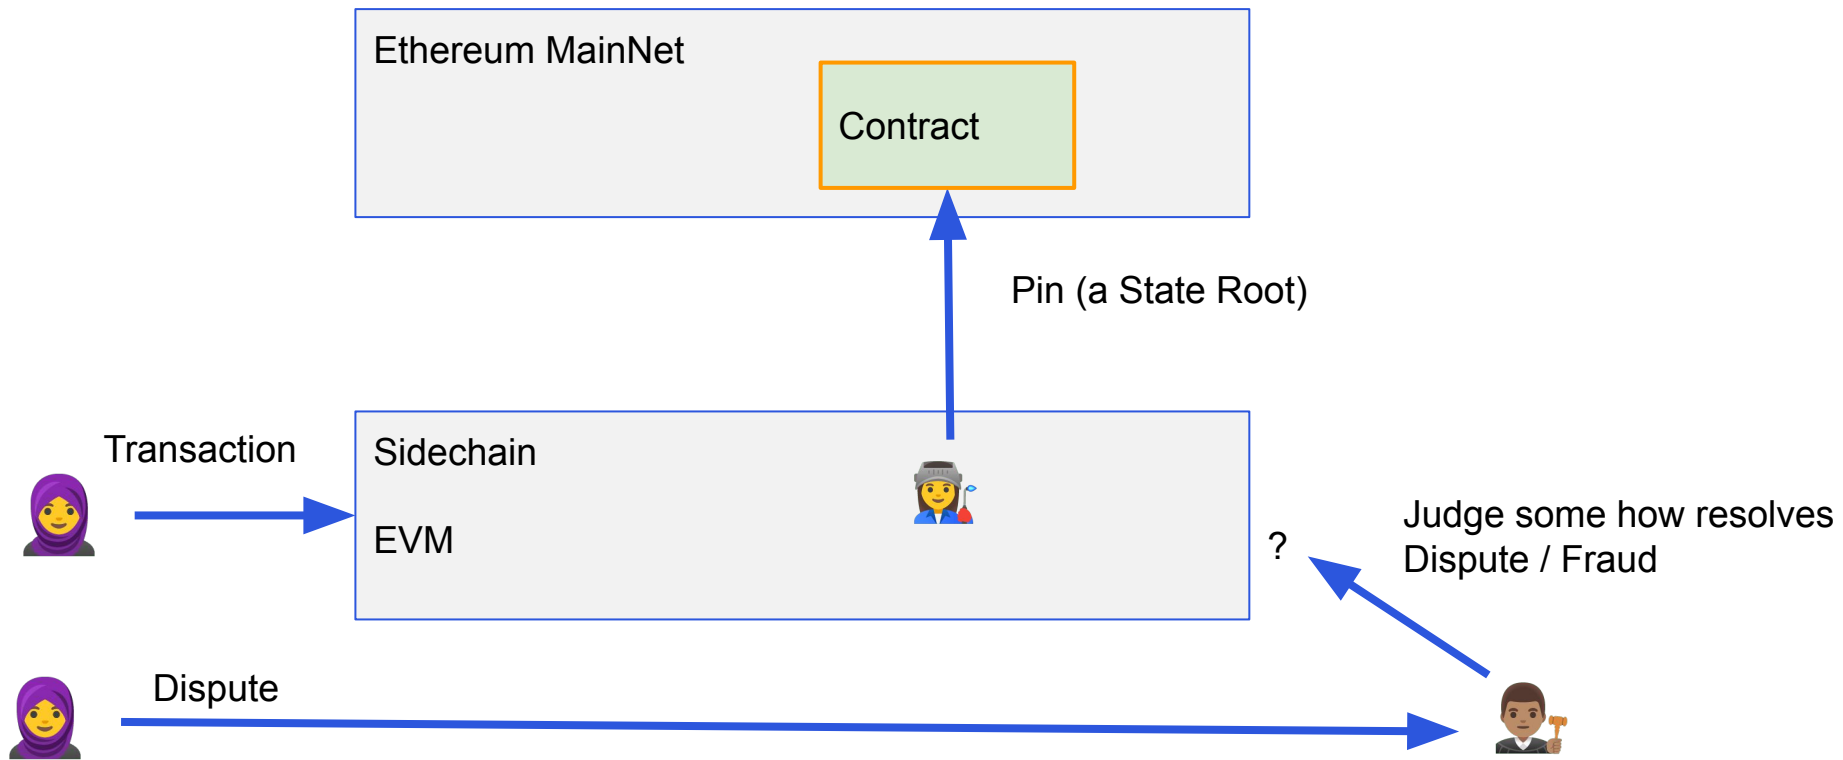 Ethereum MainNet
Contract
Pin (a State Root)
Transaction
Sidechain
EVM
?
Judge some how resolves
Dispute / Fraud
Dispute